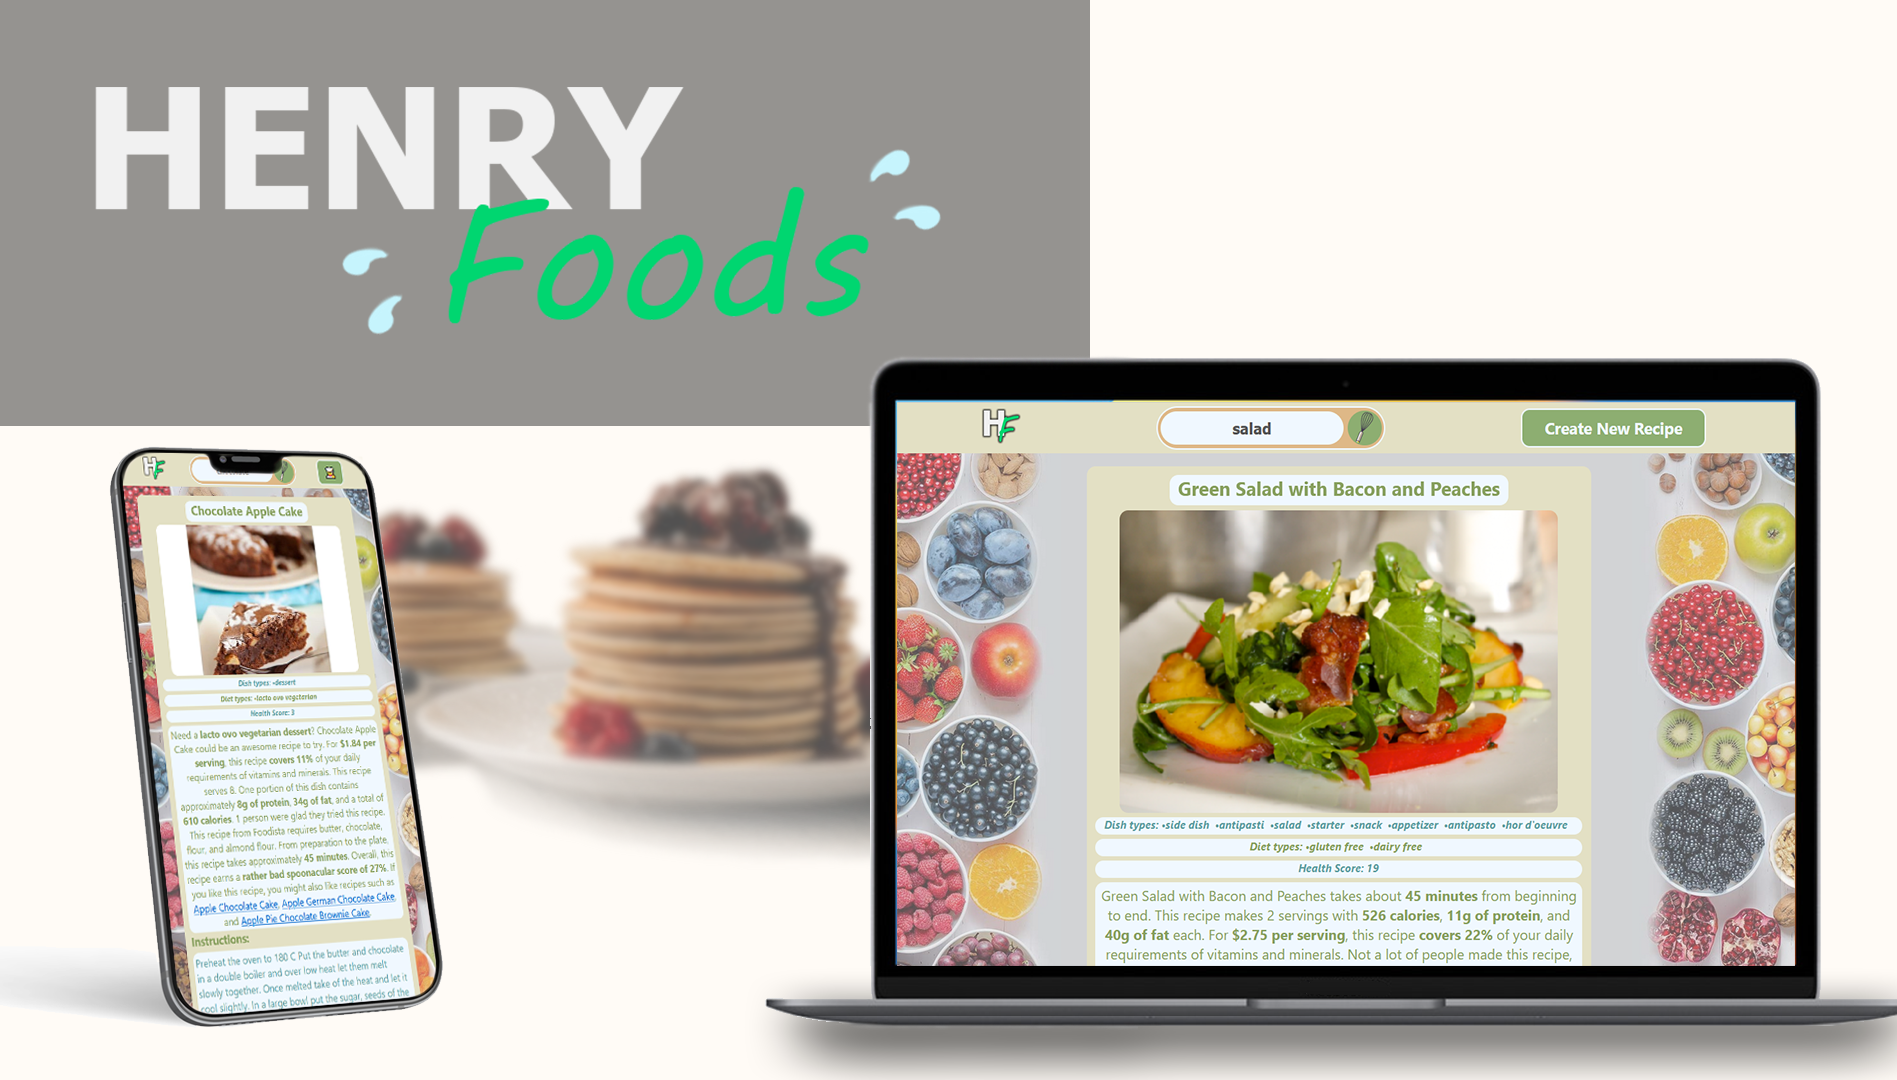 HENRY
Foods
HF
Chocolate Apple Cake
Dish types: •dessert
Diet types: •lacto ovo vegetarian
Health Score: 3
Need a lacto ovo vegetarian dessert? Chocolate Apple
Cake could be an awesome recipe to try. For $1.84 per
serving, this recipe covers 11% of your daily
requirements of vitamins and minerals. This recipe
serves 8. One portion of this dish contains
approximately 8g of protein, 34g of fat, and a total of
610 calories. 1 person were glad they tried this recipe.
This recipe from Foodista requires butter, chocolate,
flour, and almond flour. From preparation to the plate,
this recipe takes approximately 45 minutes. Overall, this
recipe earns a rather bad spoonacular score of 27%. If
you like this recipe, you might also like recipes such as
Apple Chocolate Cake, Apple German Chocolate Cake,
and Apple Pie Chocolate Brownie Cake.
Instructions:
Preheat the oven to 180 C Put the butter and chocolate
in a double boiler and over low heat let them melt
slowly together. Once melted take of the heat and let it
cool slightly. In a large bowl put the sugar, seeds of the
HF
salad
Create New Recipe
Green Salad with Bacon and Peaches
Dish types: •side dish •antipasti •salad •starter •snack •appetizer •antipasto •hor d'oeuvre
Diet types: •gluten free •dairy free
Health Score: 19
Green Salad with Bacon and Peaches takes about 45 minutes from beginning
to end. This recipe makes 2 servings with 526 calories, 11g of protein, and
40g of fat each. For $2.75 per serving, this recipe covers 22% of your daily
requirements of vitamins and minerals. Not a lot of people made this recipe,